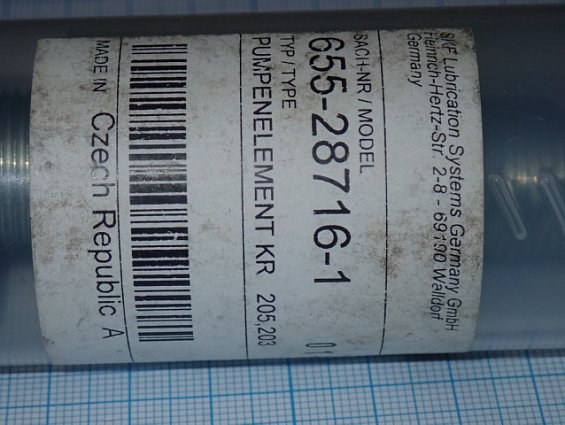 SKF Lubrication Systems Germany GmbH
Heinrich-Hertz-Str. 2-8 - 69190 Walldorf
Germany
SACH-NR / MODEL
655-28716-1
01
TYP / TYPE
PUMPENELEMENT KR 205,203
MADE IN Czech Republic A